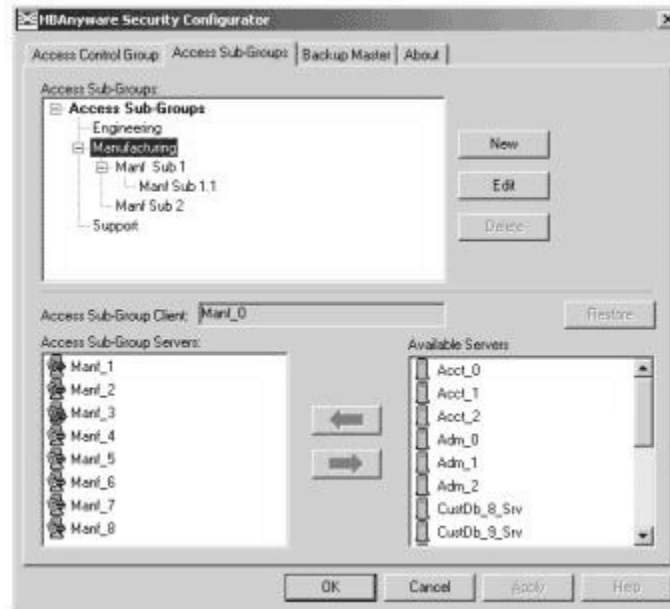 HBAnyware Security Configurator
Access Control Group Access Sub-Groups Backup Master About
Access Sub-Groups:
Access Sub-Groups
Engineering
Manufacturing
Manf Sub 1
Manf Sub 1.1
Manf Sub 2
Support
New
Edit
Delete
Access Sub-Group Client: Manf_0
Restore
Access Sub-Group Servers:
Manf_1
Manf_2
Manf_3
Manf_4
Manf_5
Manf_6
Manf_7
Manf_8
Available Servers
Acct_0
Acct_1
Acct_2
Adm_0
Adm_1
Adm_2
CustDb_8_Srv
CustDb_9_Srv
OK Cancel Apply Help